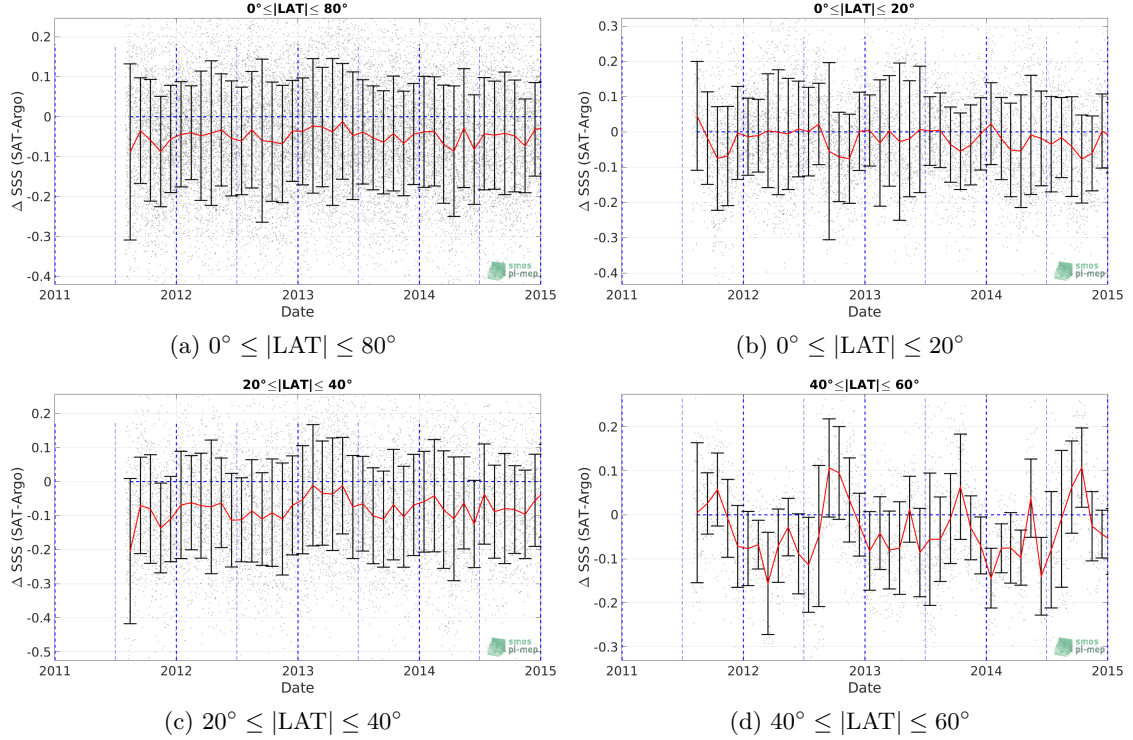 0°≤|LAT|≤ 80°
Δ SSS (SAT-Argo)
0.2
0.1
0
-0.1
-0.2
-0.3
-0.4
2011 2012 2013 2014 2015
Date
smos
pi-mep
(a) 0° ≤ |LAT| ≤ 80°
0°≤|LAT|≤ 20°
Δ SSS (SAT-Argo)
0.3
0.2
0.1
0
-0.1
-0.2
-0.3
-0.4
2011 2012 2013 2014 2015
Date
smos
pi-mep
(b) 0° ≤ |LAT| ≤ 20°
20°≤|LAT|≤ 40°
Δ SSS (SAT-Argo)
0.2
0.1
0
-0.1
-0.2
-0.3
-0.4
-0.5
2011 2012 2013 2014 2015
Date
smos
pi-mep
(c) 20° ≤ |LAT| ≤ 40°
40°≤|LAT|≤ 60°
Δ SSS (SAT-Argo)
0.2
0.1
0
-0.1
-0.2
-0.3
2011 2012 2013 2014 2015
Date
smos
pi-mep
(d) 40° ≤ |LAT| ≤ 60°